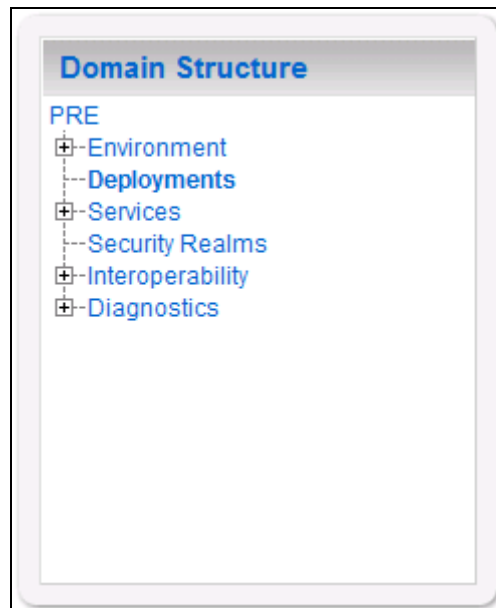 Domain Structure
PRE
Environment
Deployments
Services
Security Realms
Interoperability
Diagnostics